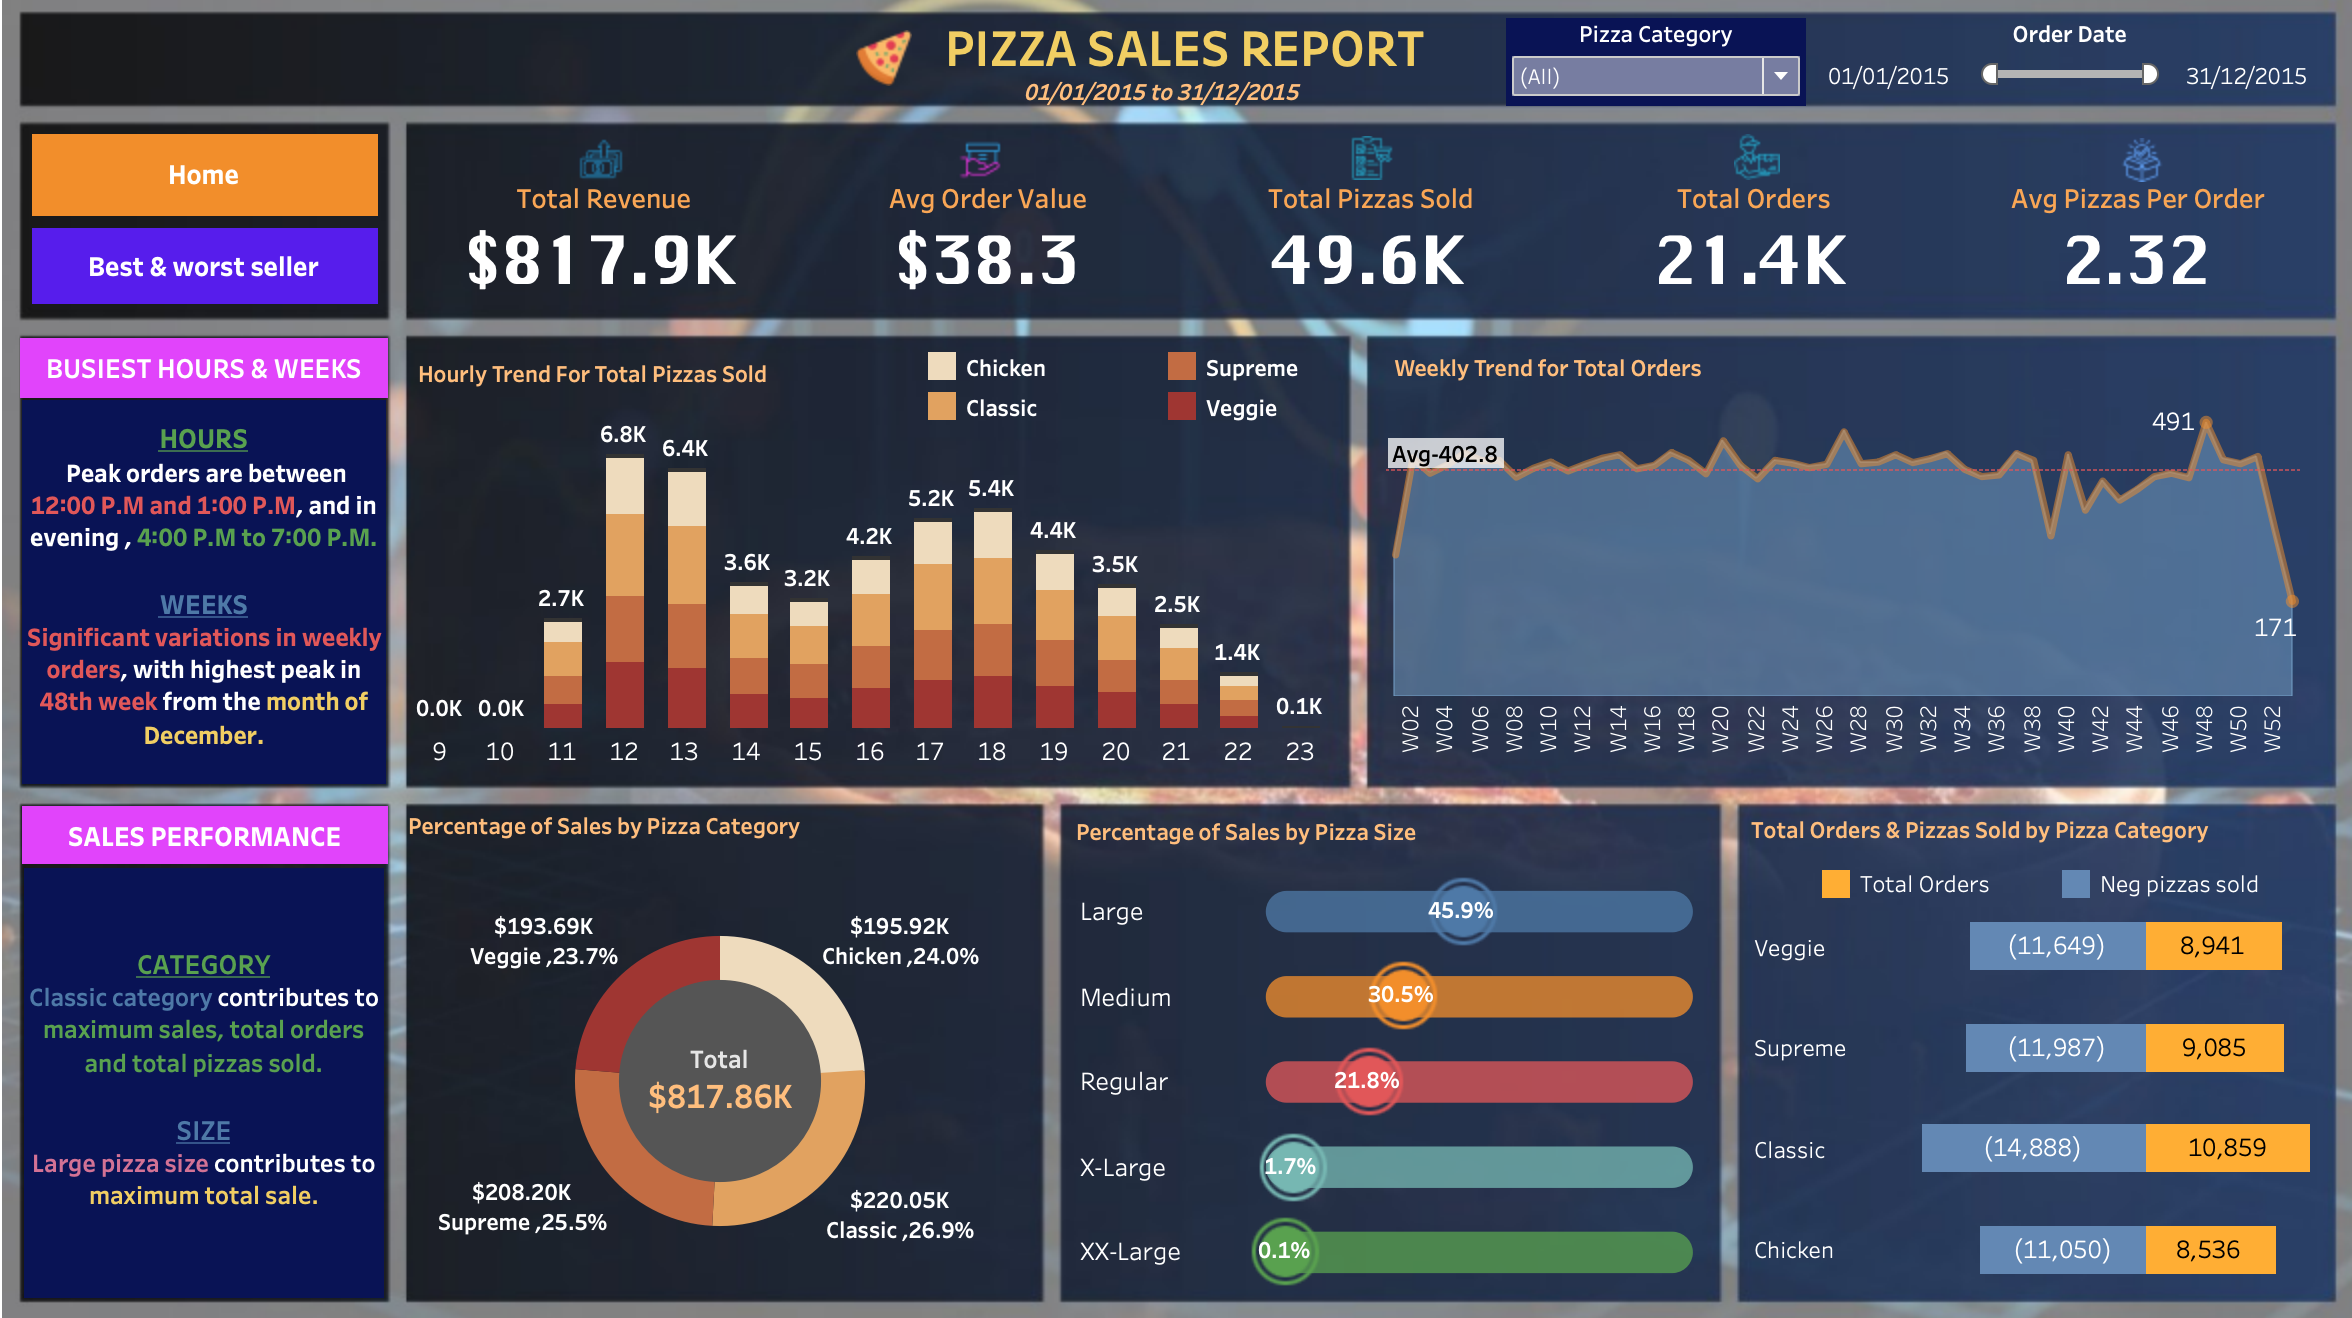 PIZZA SALES REPORT
01/01/2015 to 31/12/2015
Pizza Category
(All)
Order Date
01/01/2015
31/12/2015
Home
Best & worst seller
Total Revenue
$817.9K
Avg Order Value
$38.3
Total Pizzas Sold
49.6K
Total Orders
21.4K
Avg Pizzas Per Order
2.32
BUSIEST HOURS & WEEKS
HOURS
Peak orders are between
12:00 P.M and 1:00 P.M, and in
evening , 4:00 P.M to 7:00 P.M.
WEEKS
Significant variations in weekly
orders, with highest peak in
48th week from the month of
December.
Hourly Trend For Total Pizzas Sold
Chicken
Supreme
Classic
Veggie
0.0K 0.0K 2.7K 6.8K 6.4K 3.6K 3.2K 4.2K 5.2K 5.4K 4.4K 3.5K 2.5K 1.4K 0.1K
9 10 11 12 13 14 15 16 17 18 19 20 21 22 23
Weekly Trend for Total Orders
491
Avg-402.8
171
W02 W04 W06 W08 W10 W12 W14 W16 W18 W20 W22 W24 W26 W28 W30 W32 W34 W36 W38 W40 W42 W44 W46 W48 W50 W52
SALES PERFORMANCE
CATEGORY
Classic category contributes to
maximum sales, total orders
and total pizzas sold.
SIZE
Large pizza size contributes to
maximum total sale.
Percentage of Sales by Pizza Category
$193.69K
Veggie ,23.7%
$195.92K
Chicken ,24.0%
Total
$817.86K
$208.20K
Supreme ,25.5%
$220.05K
Classic ,26.9%
Percentage of Sales by Pizza Size
Large 45.9%
Medium 30.5%
Regular 21.8%
X-Large 1.7%
XX-Large 0.1%
Total Orders & Pizzas Sold by Pizza Category
Total Orders
Neg pizzas sold
Veggie (11,649) 8,941
Supreme (11,987) 9,085
Classic (14,888) 10,859
Chicken (11,050) 8,536